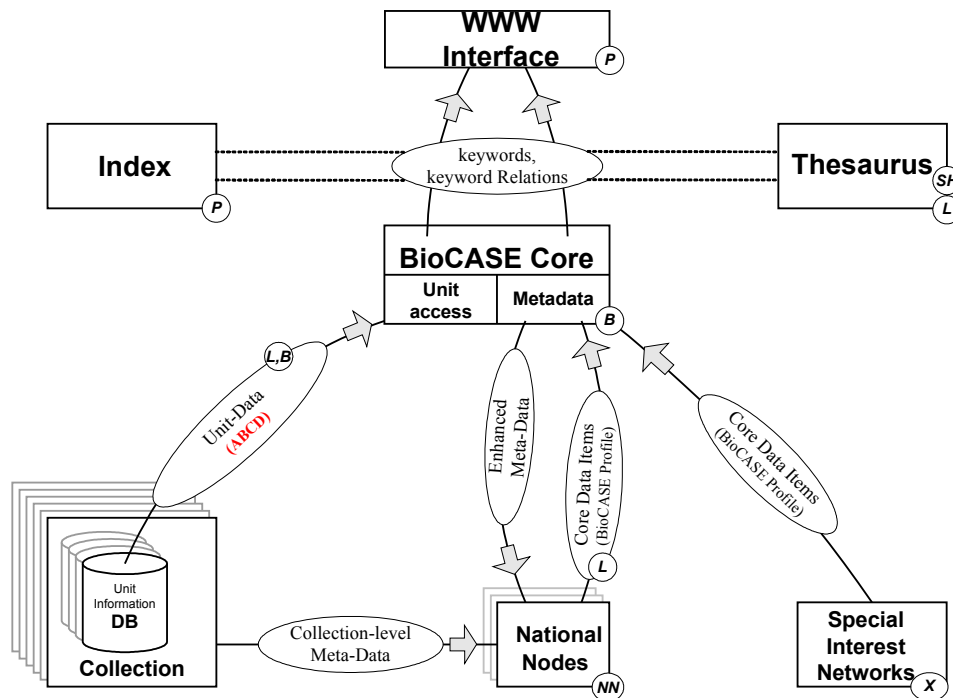 WWW
Interface
P
Index
P
keywords,
keyword Relations
Thesaurus
L
BioCASE Core
Unit
access
Metadata
B
L,B
Unit-Data
(ABCD)
Enhanced
Meta-Data
Core Data Items
(BioCASE Profile)
L
Core Data Items
(BioCASE Profile)
Unit
Information
DB
Collection
Collection-level
Meta-Data
National
Nodes
NN
Special
Interest
Networks
X